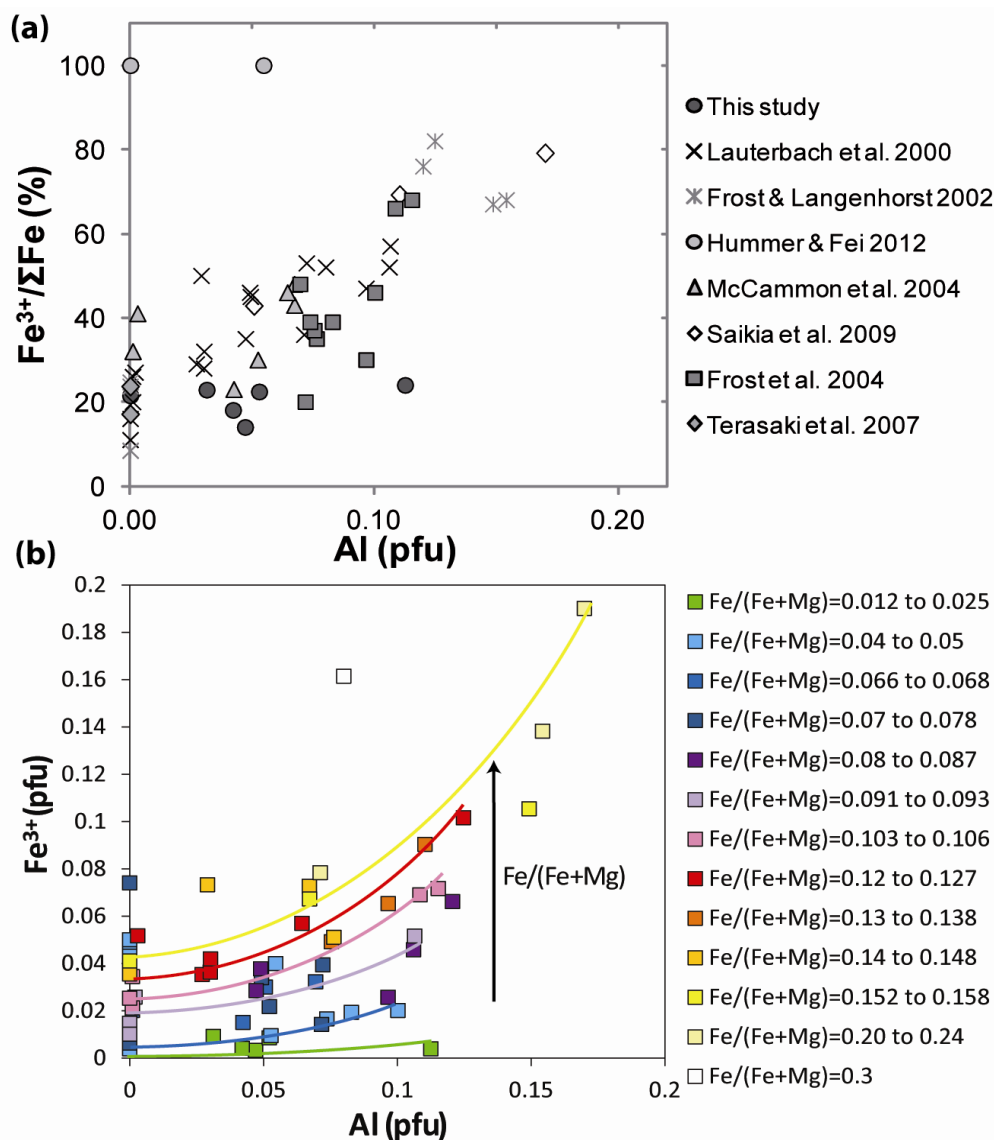 (a)
Fe³⁺/ΣFe (%)
100
80
60
40
20
0
0.00
0.10
0.20
Al (pfu)
This study
Lauterbach et al. 2000
Frost & Langenhorst 2002
Hummer & Fei 2012
McCammon et al. 2004
Saikia et al. 2009
Frost et al. 2004
Terasaki et al. 2007
(b)
Fe³⁺(pfu)
0.2
0.18
0.16
0.14
0.12
0.1
0.08
0.06
0.04
0.02
0
0
0.05
0.1
0.15
0.2
Al (pfu)
Fe/(Fe+Mg)
Fe/(Fe+Mg)=0.012 to 0.025
Fe/(Fe+Mg)=0.04 to 0.05
Fe/(Fe+Mg)=0.066 to 0.068
Fe/(Fe+Mg)=0.07 to 0.078
Fe/(Fe+Mg)=0.08 to 0.087
Fe/(Fe+Mg)=0.091 to 0.093
Fe/(Fe+Mg)=0.103 to 0.106
Fe/(Fe+Mg)=0.12 to 0.127
Fe/(Fe+Mg)=0.13 to 0.138
Fe/(Fe+Mg)=0.14 to 0.148
Fe/(Fe+Mg)=0.152 to 0.158
Fe/(Fe+Mg)=0.20 to 0.24
Fe/(Fe+Mg)=0.3